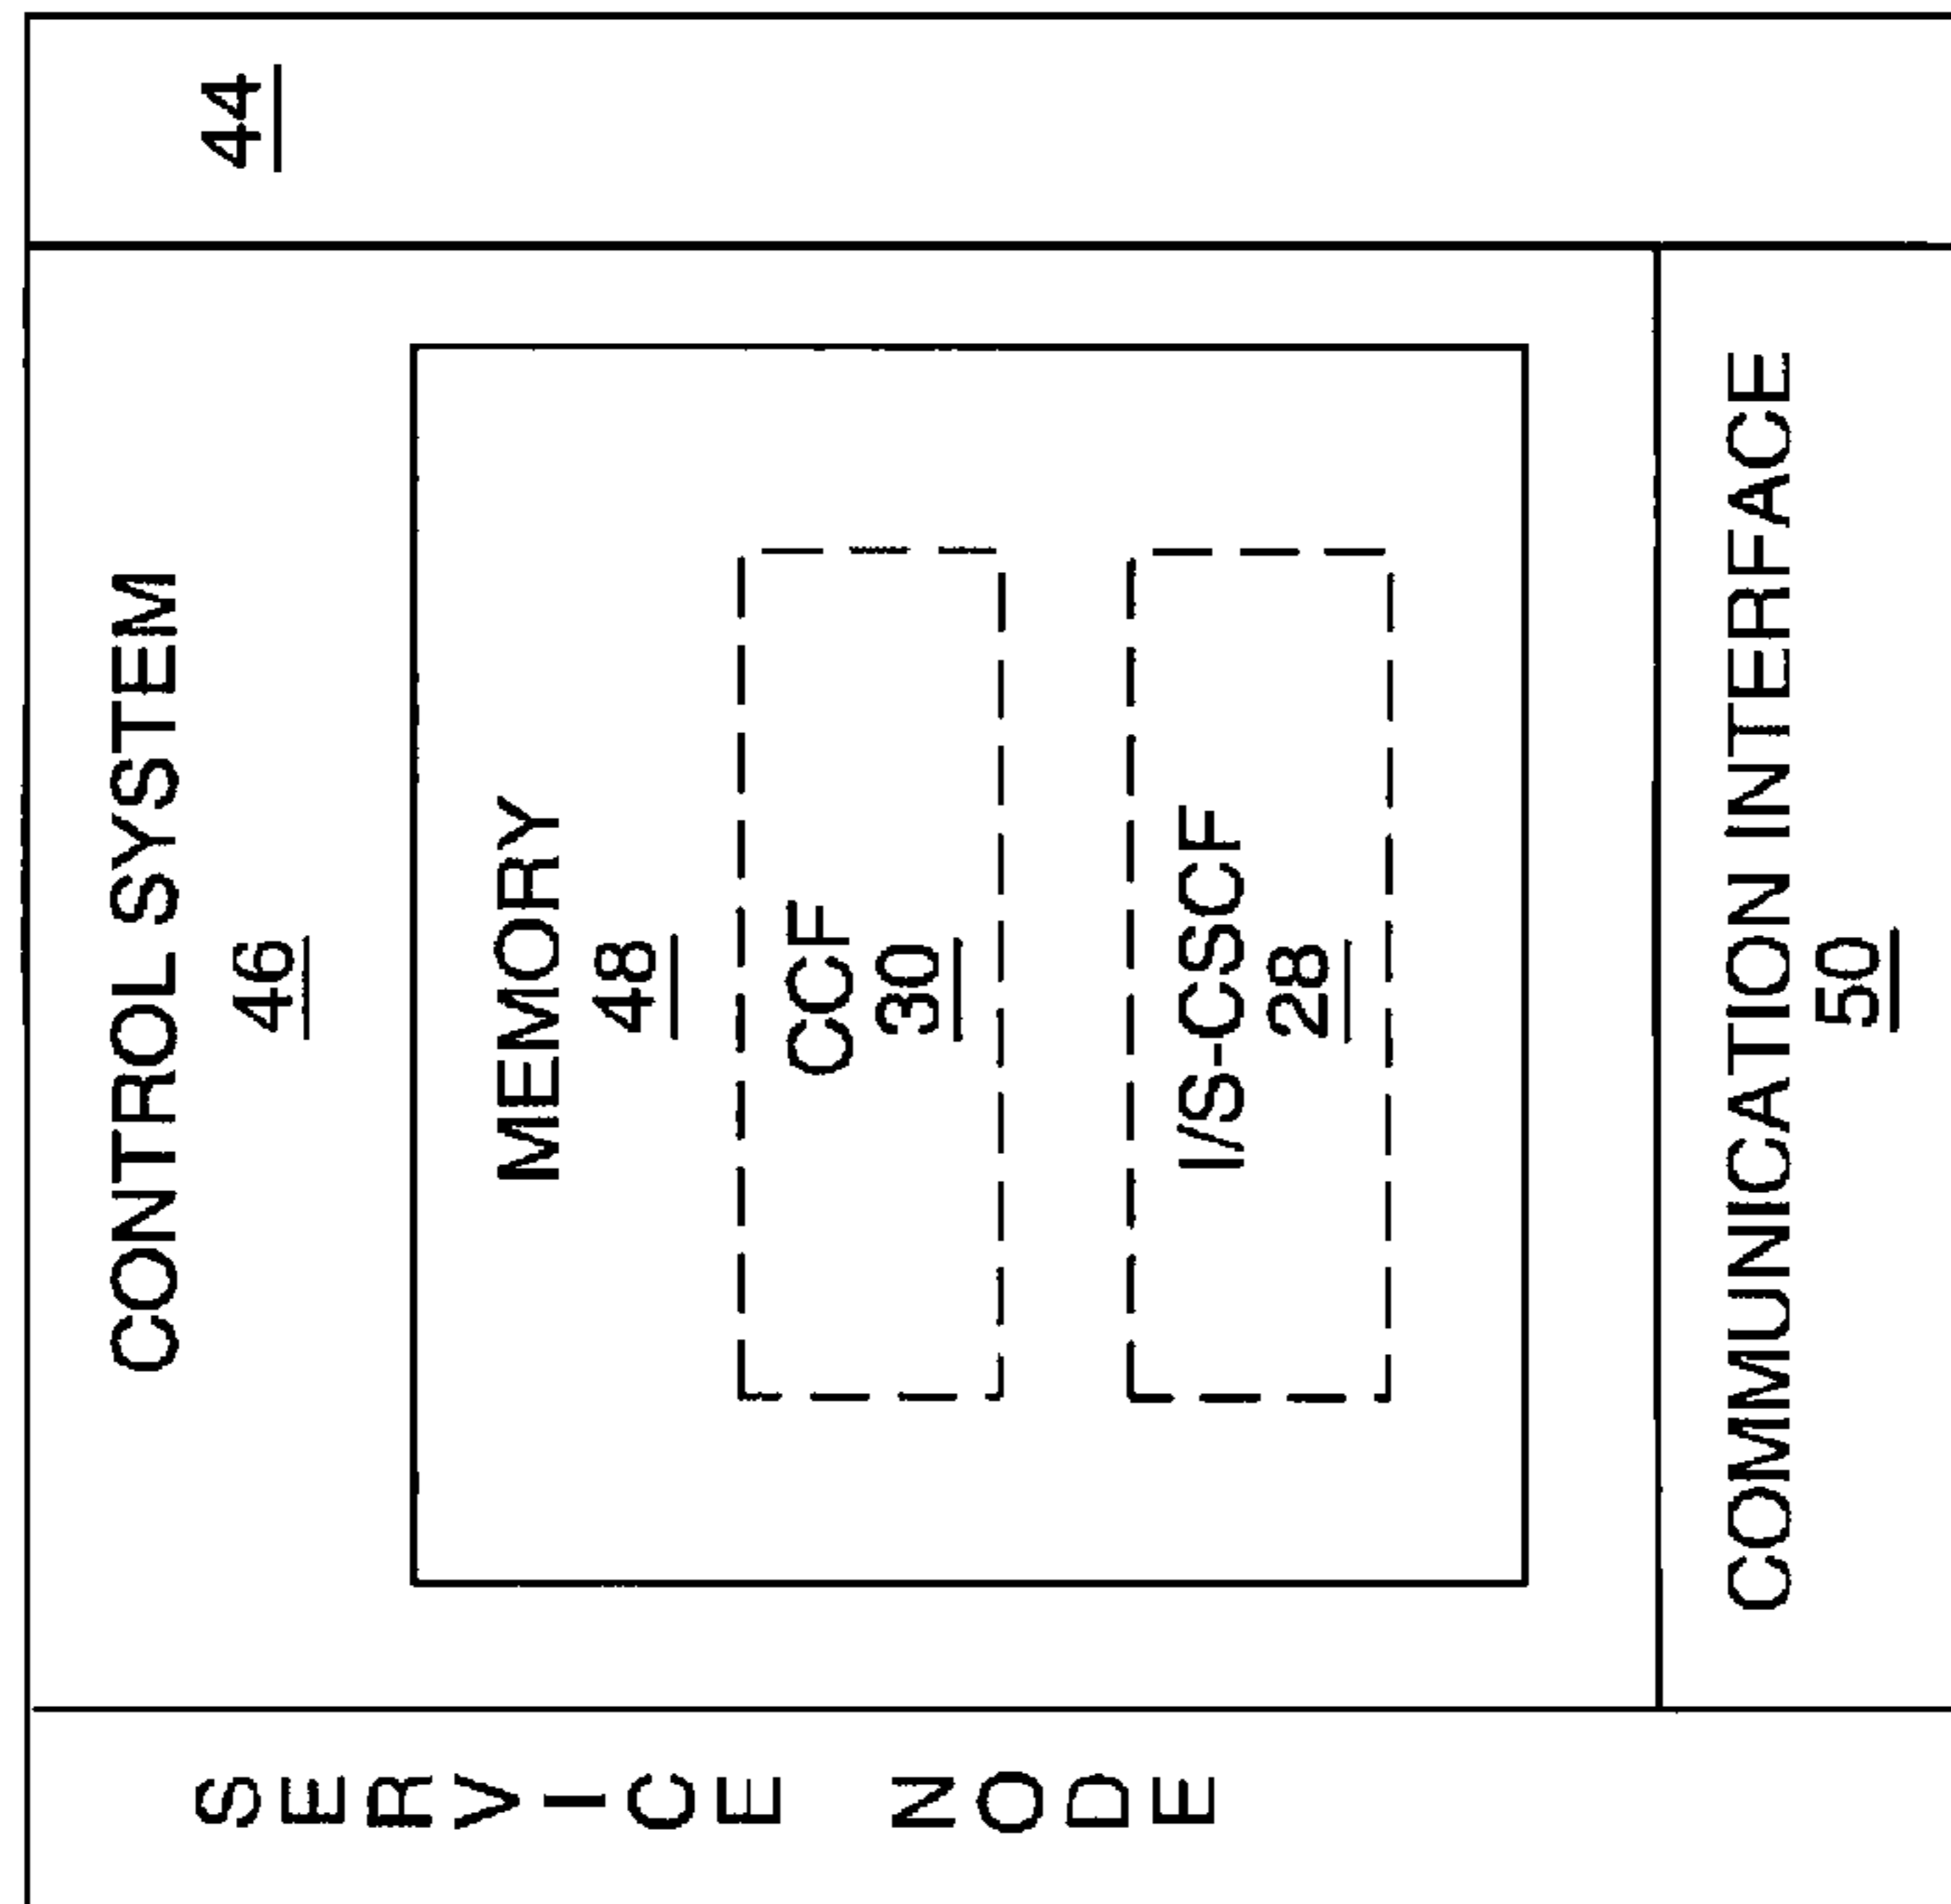 SERVICE NODE
44
CONTROL SYSTEM
46
MEMORY
48
CCF
30
I/S-CSCF
28
COMMUNICATION INTERFACE
50